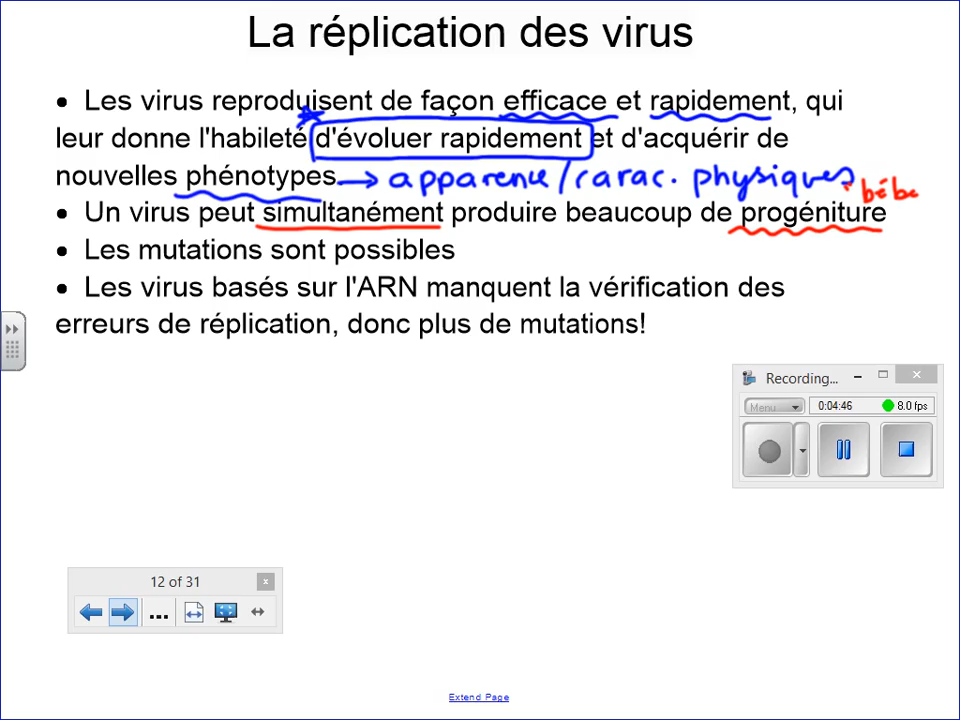 La réplication des virus
• Les virus reproduisent de façon efficace et rapidement, qui
leur donne l'habileté d'évoluer rapidement et d'acquérir de
nouvelles phénotypes. → apparence / carac. physiques
bébé
• Un virus peut simultanément produire beaucoup de progéniture
• Les mutations sont possibles
• Les virus basés sur l'ARN manquent la vérification des
erreurs de réplication, donc plus de mutations!
Recording...
Menu
0:04:46
8.0 fps
12 of 31
Extend Page